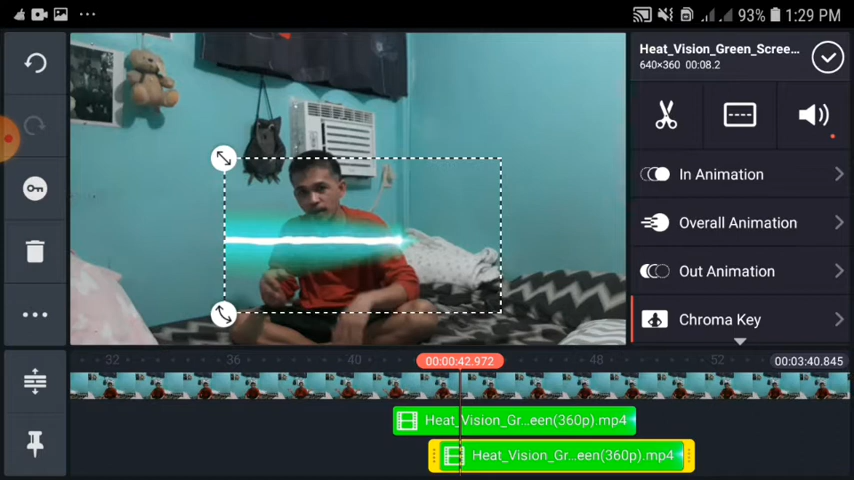 93% 1:29 PM
Heat_Vision_Green_Scree...
640×360 00:08.2
In Animation
Overall Animation
Out Animation
Chroma Key
32 36 40 00:00:42.972 48 52 00:03:40.845
Heat_Vision_Gr...een(360p).mp4
Heat_Vision_Gr...een(360p).mp4